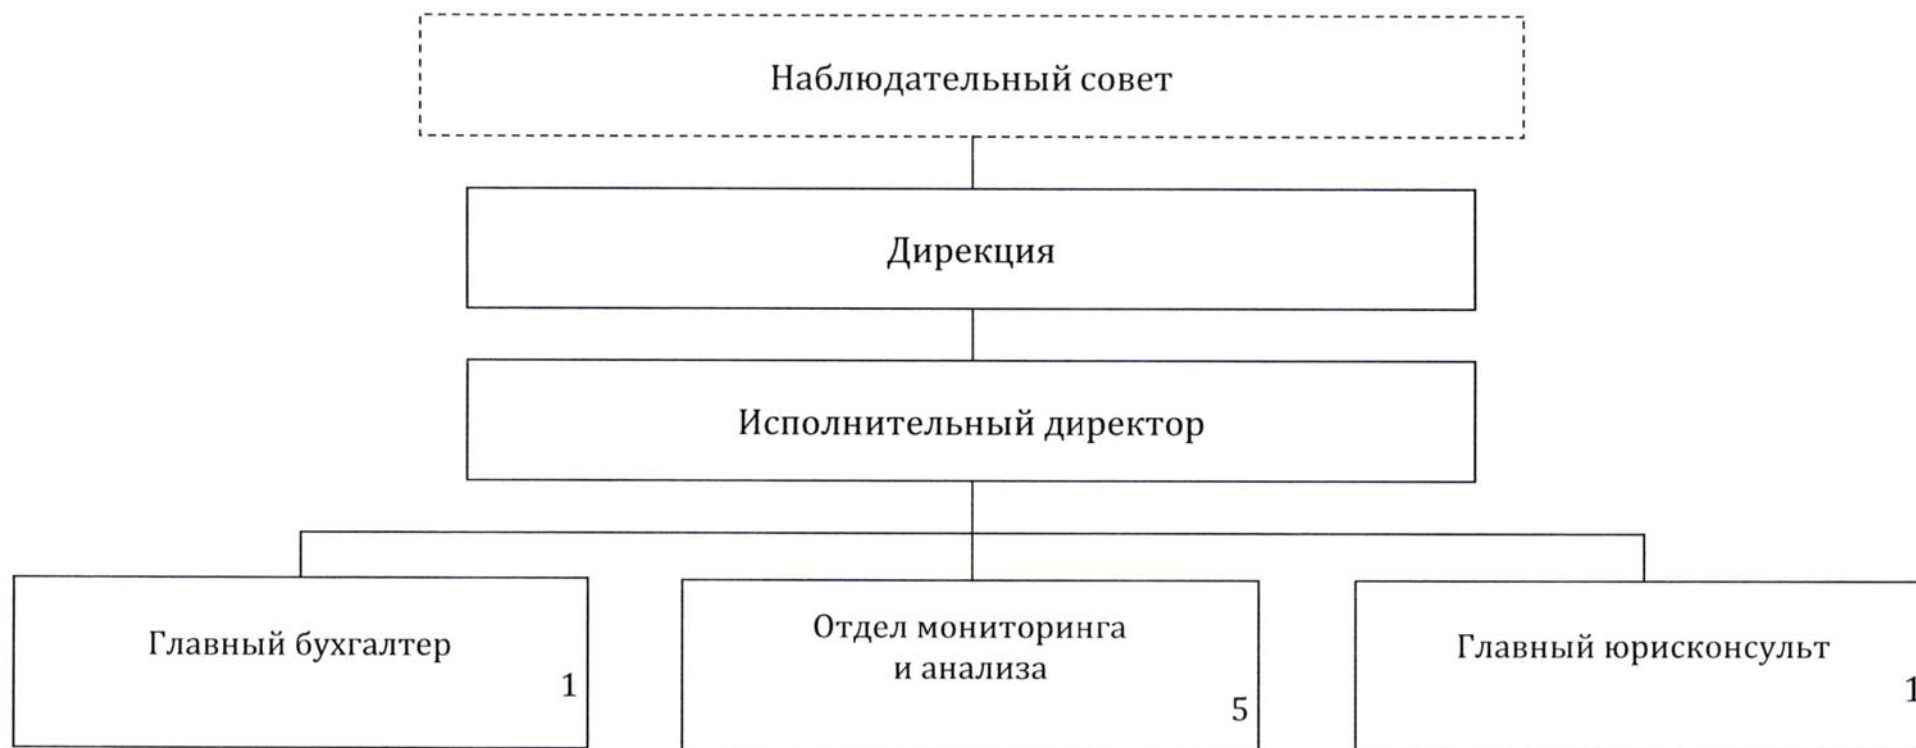 Наблюдательный совет
Дирекция
Исполнительный директор
Главный бухгалтер
1
Отдел мониторинга
и анализа
5
Главный юрисконсульт
1